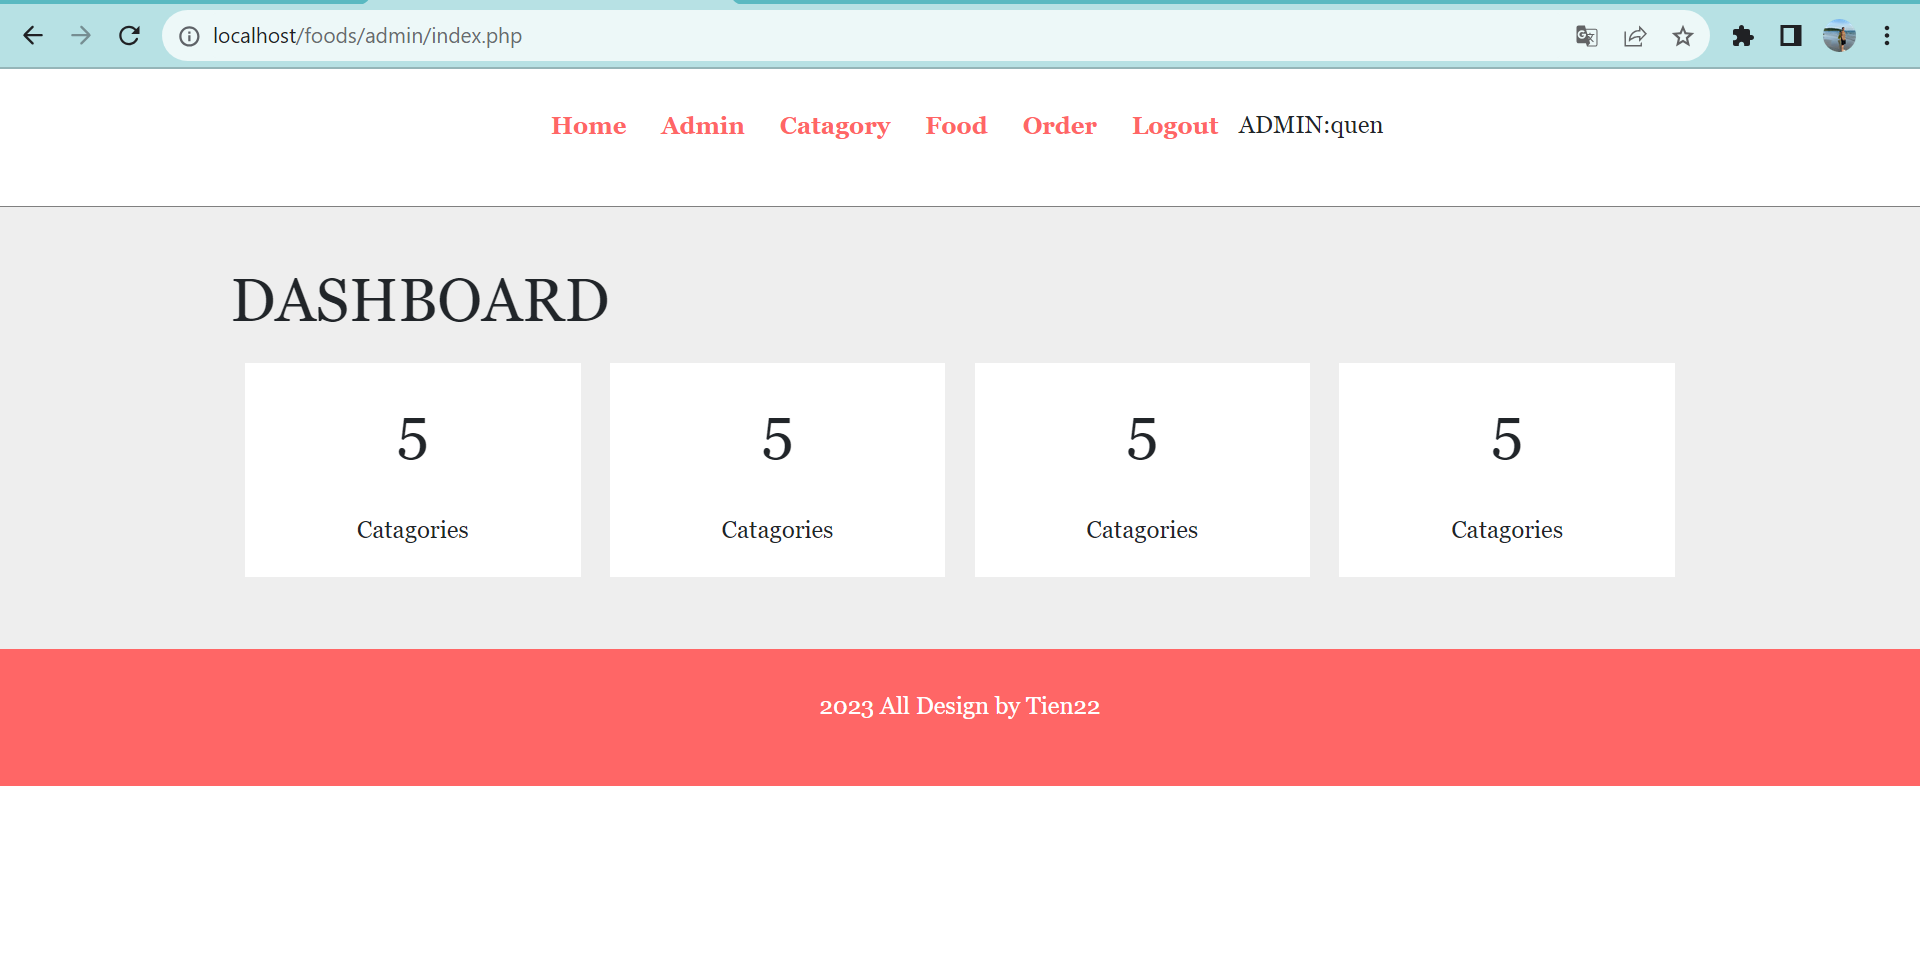 localhost/foods/admin/index.php
Home Admin Catagory Food Order Logout ADMIN:quen
DASHBOARD
5 5 5 5
Catagories Catagories Catagories Catagories
2023 All Design by Tien22